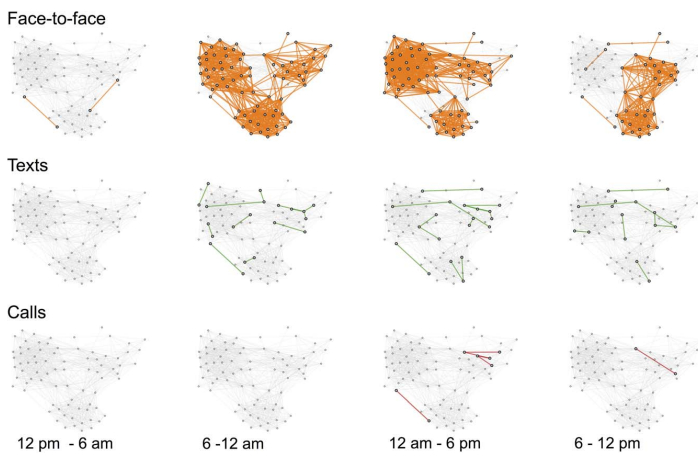 Face-to-face
Texts
Calls
12 pm - 6 am
6 -12 am
12 am - 6 pm
6 - 12 pm